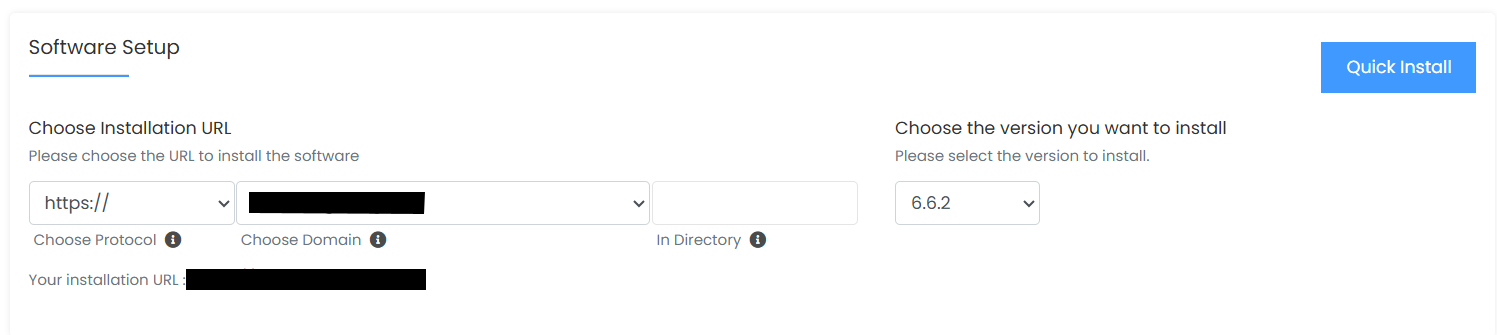 Software Setup
Quick Install
Choose Installation URL
Please choose the URL to install the software
https://
Choose Protocol
Choose Domain
In Directory
Your installation URL :
Choose the version you want to install
Please select the version to install.
6.6.2